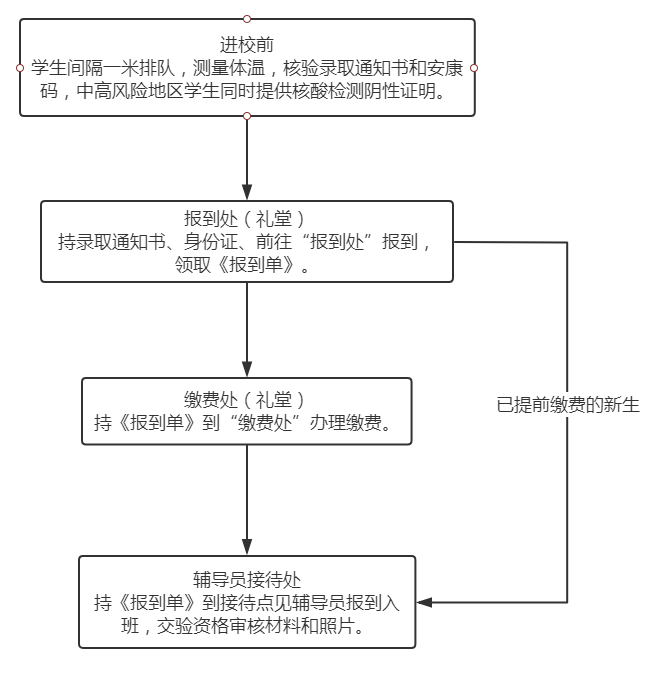 进校前
学生间隔一米排队，测量体温，核验录取通知书和安康
码，中高风险地区学生同时提供核酸检测阴性证明。
报到处（礼堂）
持录取通知书、身份证、前往“报到处”报到，
领取《报到单》。
缴费处（礼堂）
持《报到单》到“缴费处”办理缴费。
已提前缴费的新生
辅导员接待处
持《报到单》到接待点见辅导员报到入
班，交验资格审核材料和照片。